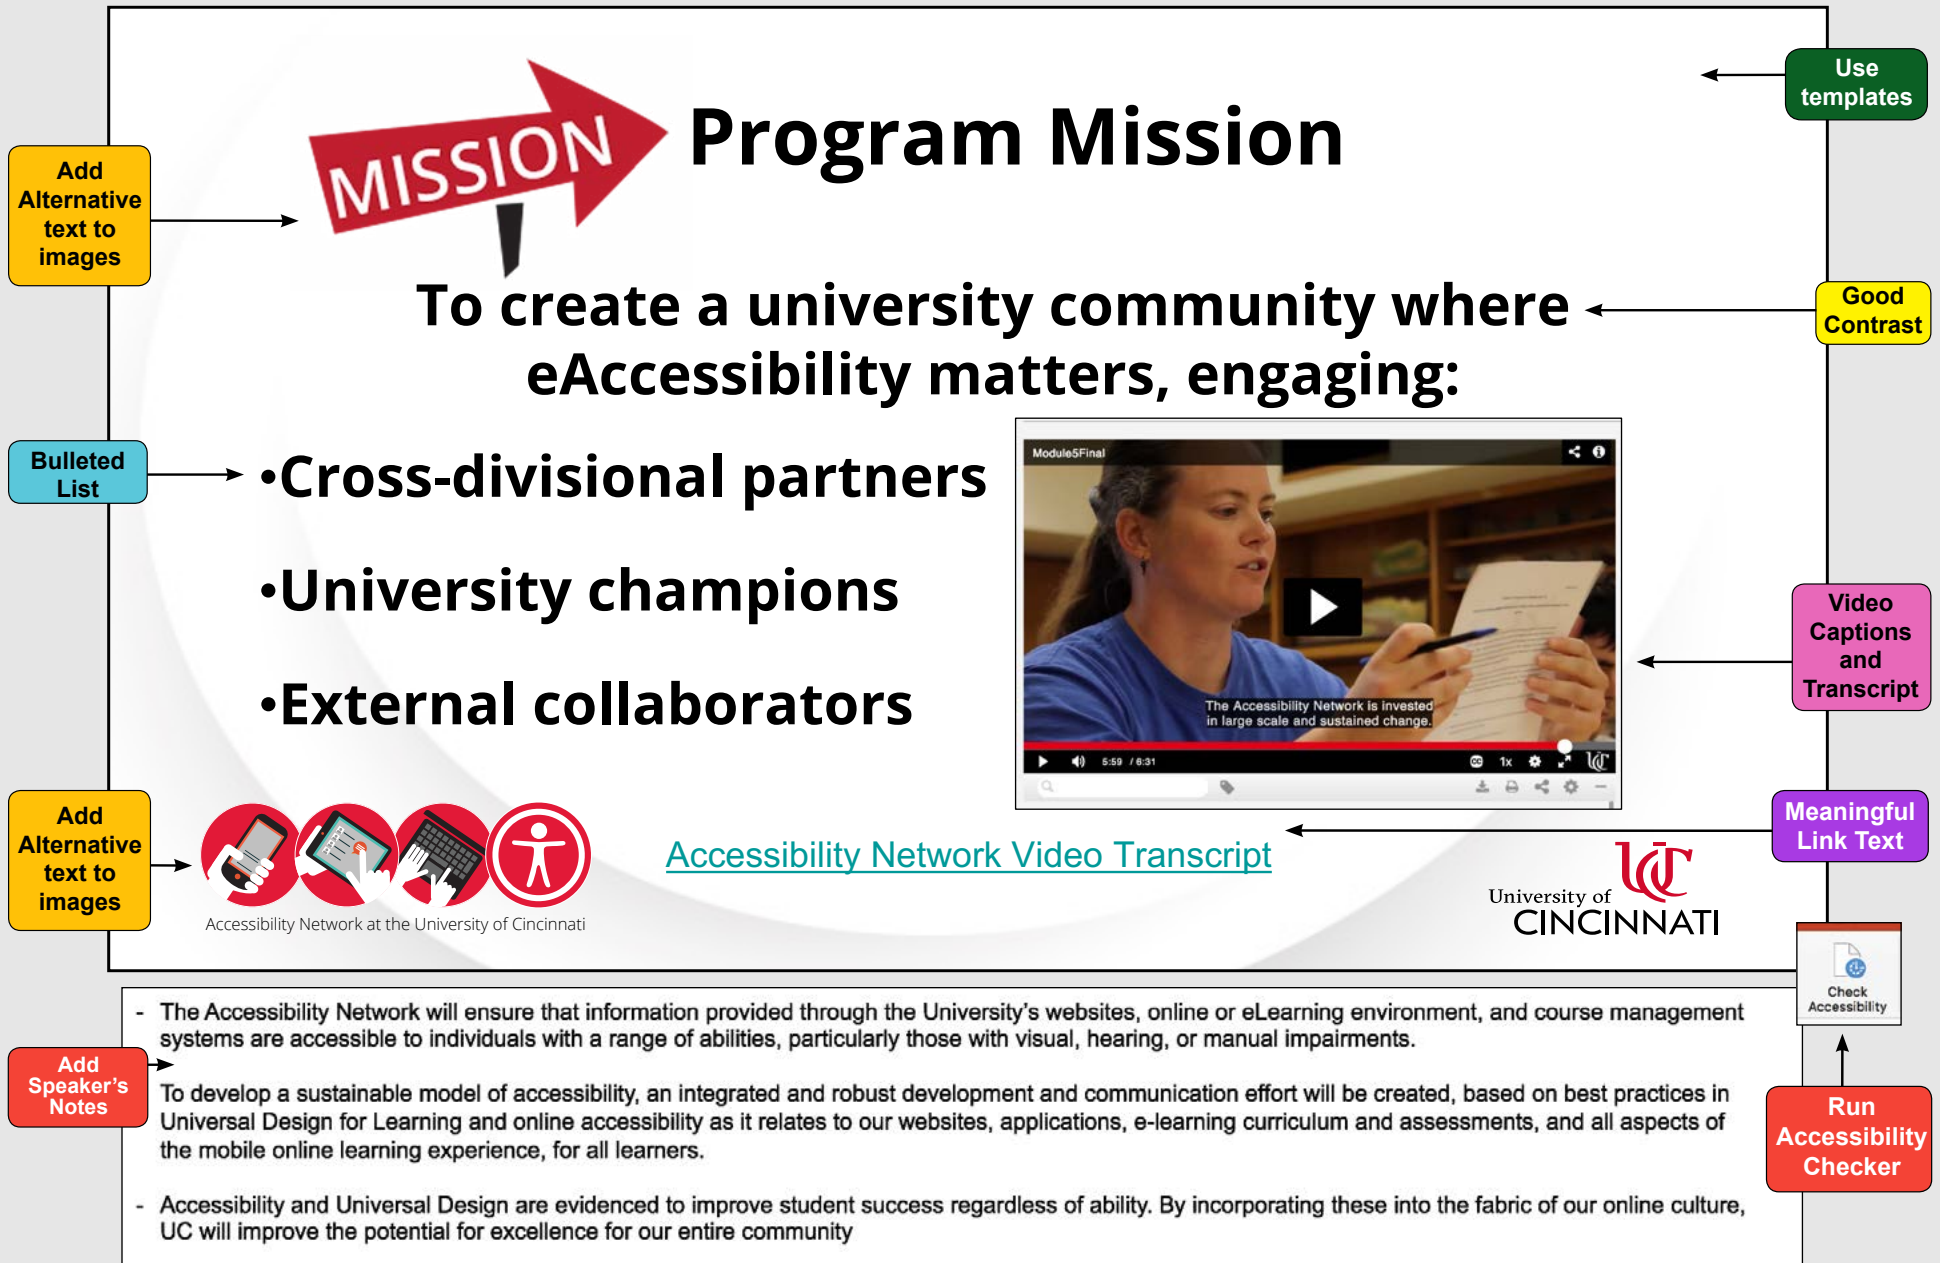 Use
templates
MISSION
Program Mission
Add
Alternative
text to
images
To create a university community where
eAccessibility matters, engaging:
Good
Contrast
Bulleted
List
•Cross-divisional partners
•University champions
•External collaborators
Module5Final
The Accessibility Network is invested
in large scale and sustained change.
5:59 / 6:31
CC
1x
UC
Video
Captions
and
Transcript
Add
Alternative
text to
images
Accessibility Network at the University of Cincinnati
Accessibility Network Video Transcript
Meaningful
Link Text
UC
University of
CINCINNATI
Check
Accessibility
Run
Accessibility
Checker
Add
Speaker's
Notes
- The Accessibility Network will ensure that information provided through the University's websites, online or eLearning environment, and course management
systems are accessible to individuals with a range of abilities, particularly those with visual, hearing, or manual impairments.
To develop a sustainable model of accessibility, an integrated and robust development and communication effort will be created, based on best practices in
Universal Design for Learning and online accessibility as it relates to our websites, applications, e-learning curriculum and assessments, and all aspects of
the mobile online learning experience, for all learners.
- Accessibility and Universal Design are evidenced to improve student success regardless of ability. By incorporating these into the fabric of our online culture,
UC will improve the potential for excellence for our entire community